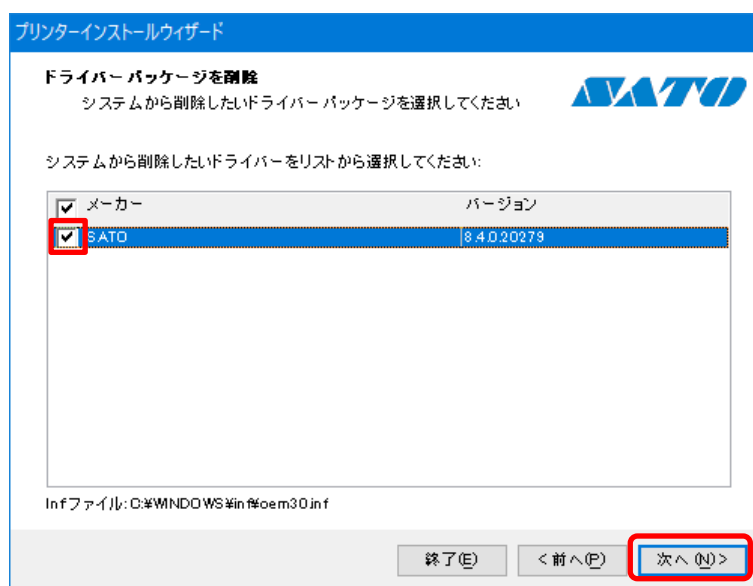 プリンターインストールウィザード
ドライバー パッケージを削除
システムから削除したいドライバー パッケージを選択してください
SATO
システムから削除したいドライバーをリストから選択してください:
メーカー バージョン
SATO 8.4.0.20279
Infファイル: C:¥WINDOWS¥inf¥oem30.inf
終了(E) <前へ(P) 次へ (N)>